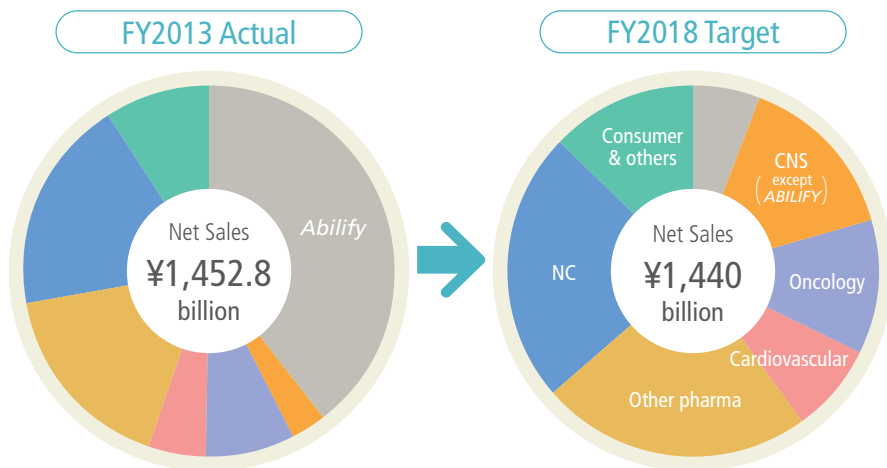 FY2013 Actual
Abilify
Net Sales
¥1,452.8
billion
FY2018 Target
Consumer
& others
CNS
(except
ABILIFY)
NC
Net Sales
¥1,440
billion
Oncology
Cardiovascular
Other pharma